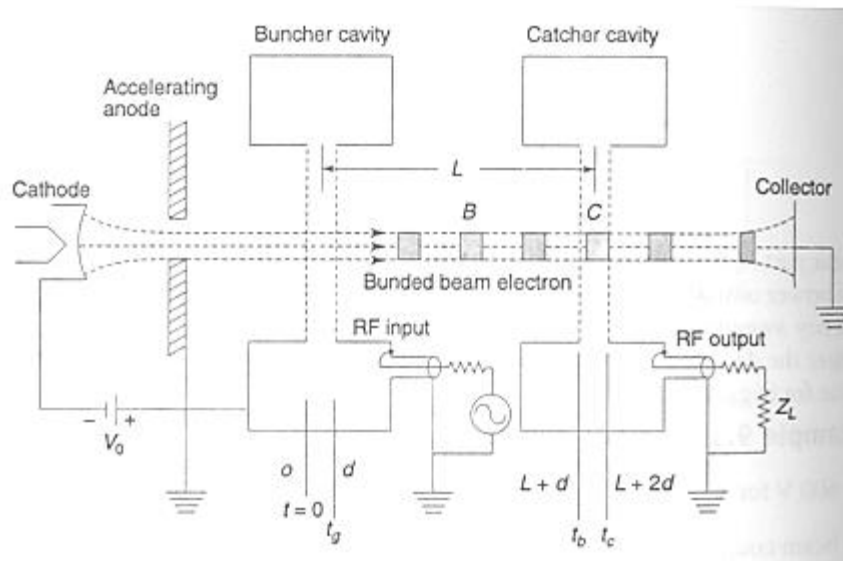 Buncher cavity
Catcher cavity
Accelerating
anode
L
Cathode
B
C
Collector
Bunded beam electron
RF input
RF output
Z_L
− +
V₀
o
d
L + d
L + 2d
t = 0
t_g
t_b
t_c